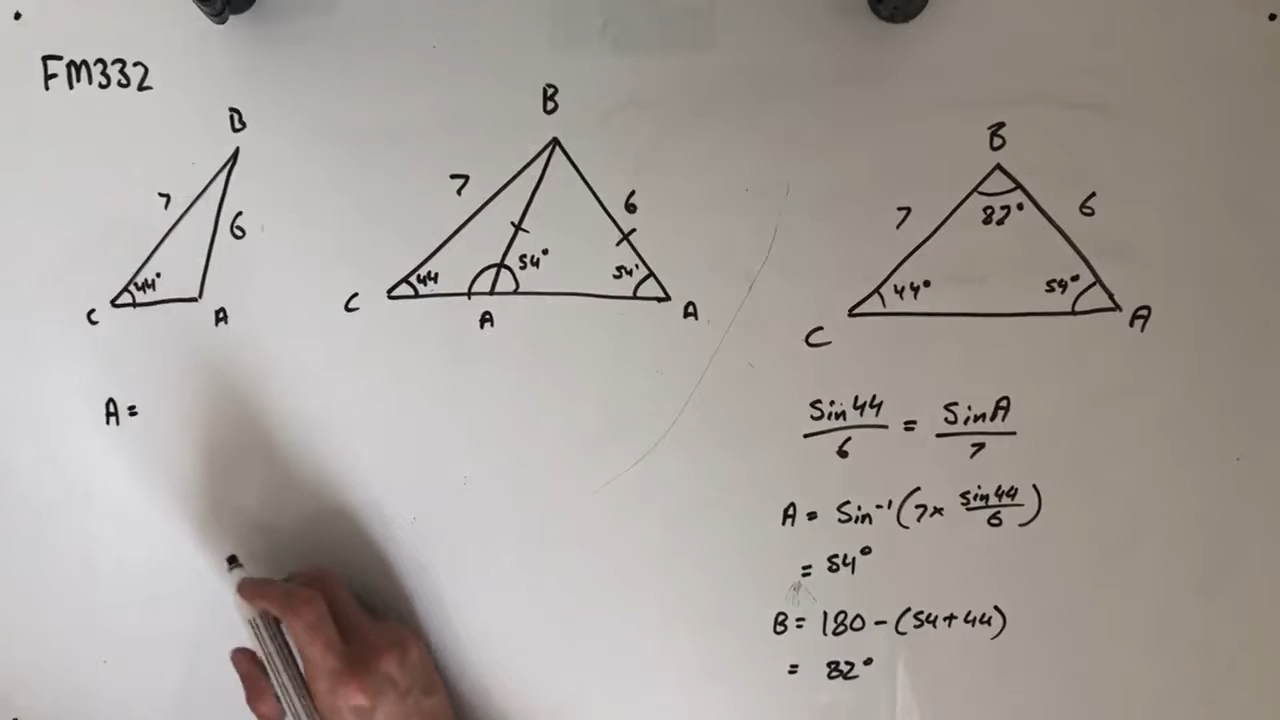 FM332
B
7
6
44°
C
A
A =
B
7
6
44
54°
54°
C
A
A
B
7
6
82°
44°
54°
C
A
Sin44/6 = SinA/7
A = Sin⁻¹(7× sin44/6)
= 54°
B = 180 - (54+44)
= 82°